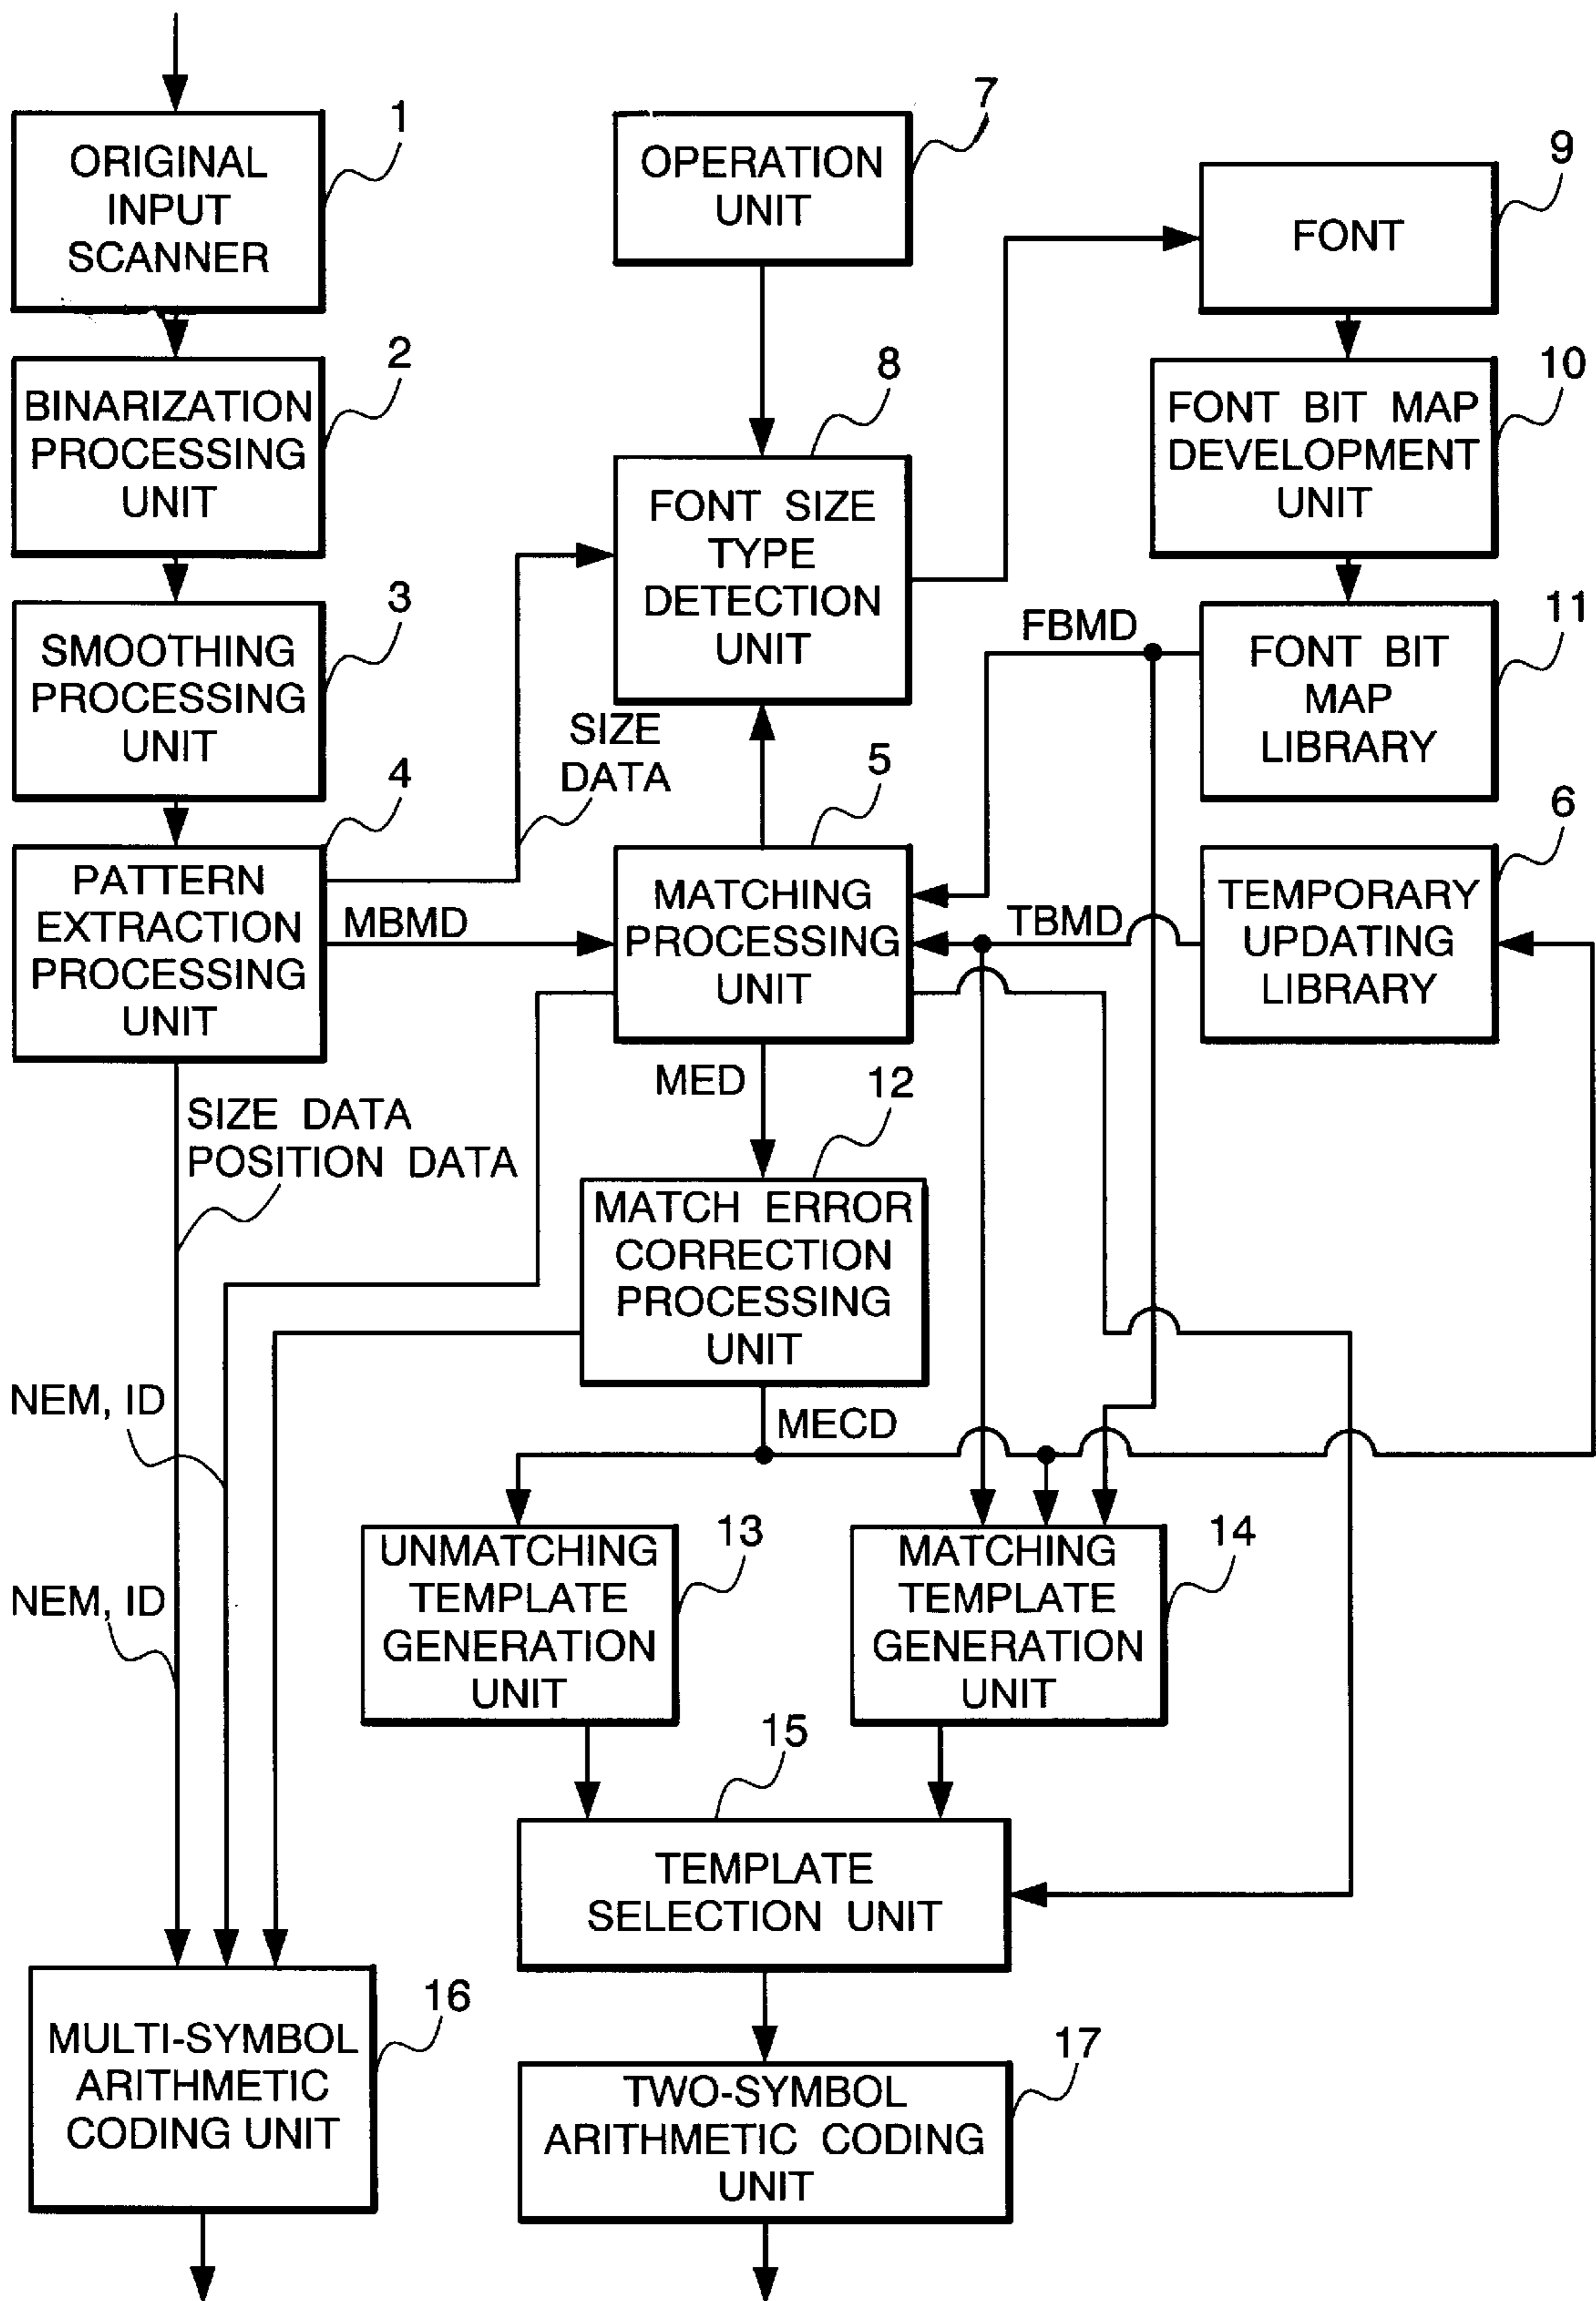 1
ORIGINAL
INPUT
SCANNER
7
OPERATION
UNIT
9
FONT
2
BINARIZATION
PROCESSING
UNIT
8
FONT SIZE
TYPE
DETECTION
UNIT
10
FONT BIT MAP
DEVELOPMENT
UNIT
3
SMOOTHING
PROCESSING
UNIT
FBMD
11
FONT BIT
MAP
LIBRARY
SIZE
DATA
4
PATTERN
EXTRACTION
PROCESSING
UNIT
MBMD
5
MATCHING
PROCESSING
UNIT
TBMD
6
TEMPORARY
UPDATING
LIBRARY
SIZE DATA
POSITION DATA
MED
12
MATCH ERROR
CORRECTION
PROCESSING
UNIT
NEM, ID
MECD
NEM, ID
13
UNMATCHING
TEMPLATE
GENERATION
UNIT
14
MATCHING
TEMPLATE
GENERATION
UNIT
15
TEMPLATE
SELECTION UNIT
16
MULTI-SYMBOL
ARITHMETIC
CODING UNIT
17
TWO-SYMBOL
ARITHMETIC CODING
UNIT